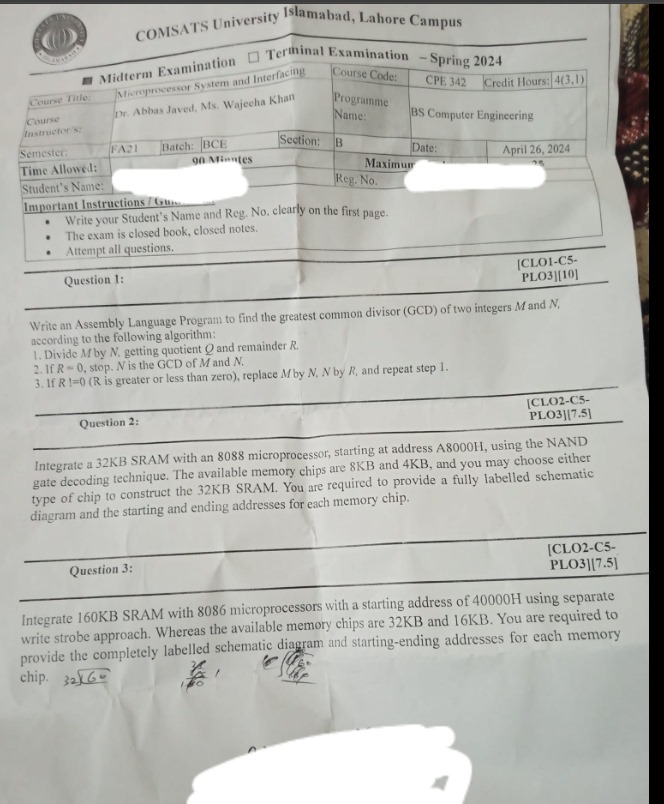 COMSATS University Islamabad, Lahore Campus
Midterm Examination Terminal Examination – Spring 2024
Course Title: Microprocessor System and Interfacing Course Code: CPE 342 Credit Hours: 4(3,1)
Course Instructor/s: Dr. Abbas Javed, Ms. Wajeeha Khan Programme Name: BS Computer Engineering
Semester: FA21 Batch: BCE Section: B Date: April 26, 2024
Time Allowed: 90 Minutes Maximum
Student's Name: Reg. No.
Important Instructions /
• Write your Student's Name and Reg. No. clearly on the first page.
• The exam is closed book, closed notes.
• Attempt all questions.
Question 1: [CLO1-C5-
PLO3][10]
Write an Assembly Language Program to find the greatest common divisor (GCD) of two integers M and N,
according to the following algorithm:
1. Divide M by N, getting quotient Q and remainder R.
2. If R = 0, stop. N is the GCD of M and N.
3. If R !=0 (R is greater or less than zero), replace M by N, N by R, and repeat step 1.
Question 2: [CLO2-C5-
PLO3][7.5]
Integrate a 32KB SRAM with an 8088 microprocessor, starting at address A8000H, using the NAND
gate decoding technique. The available memory chips are 8KB and 4KB, and you may choose either
type of chip to construct the 32KB SRAM. You are required to provide a fully labelled schematic
diagram and the starting and ending addresses for each memory chip.
Question 3: [CLO2-C5-
PLO3][7.5]
Integrate 160KB SRAM with 8086 microprocessors with a starting address of 40000H using separate
write strobe approach. Whereas the available memory chips are 32KB and 16KB. You are required to
provide the completely labelled schematic diagram and starting-ending addresses for each memory
chip.